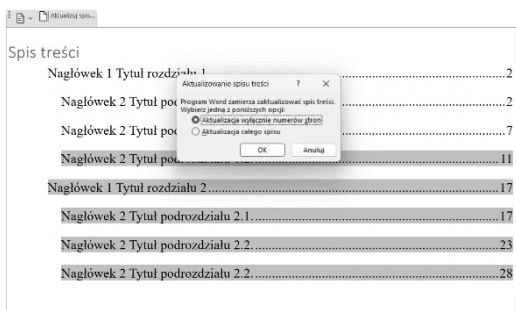 Aktualizuj spis...
Spis treści
Nagłówek 1 Tytuł rozdziału 1 2
Nagłówek 2 Tytuł 2
Nagłówek 2 Tytuł 7
Nagłówek 2 Tytuł 11
Nagłówek 1 Tytuł rozdziału 2 17
Nagłówek 2 Tytuł podrozdziału 2.1. 17
Nagłówek 2 Tytuł podrozdziału 2.2. 23
Nagłówek 2 Tytuł podrozdziału 2.2. 28
Aktualizowanie spisu treści ? ×
Program Word zamierza zaktualizować spis treści.
Wybierz jedną z poniższych opcji:
Aktualizacja wyłącznie numerów stron
Aktualizacja całego spisu
OK Anuluj